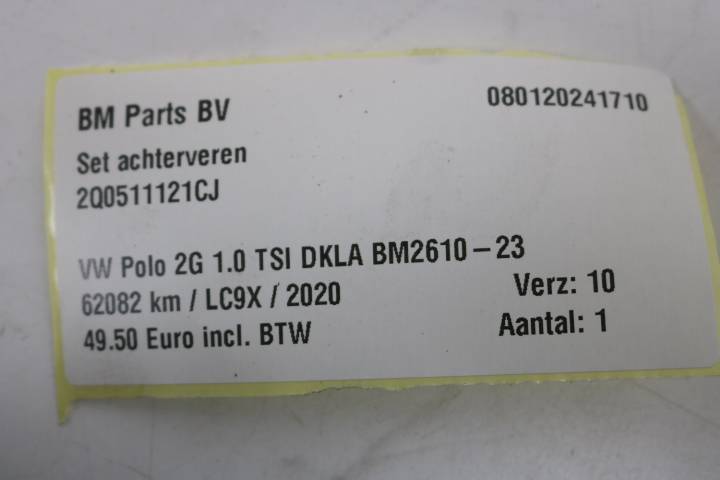 BM Parts BV 080120241710
Set achterveren
2Q0511121CJ
VW Polo 2G 1.0 TSI DKLA BM2610 – 23
62082 km / LC9X / 2020 Verz: 10
49.50 Euro incl. BTW Aantal: 1